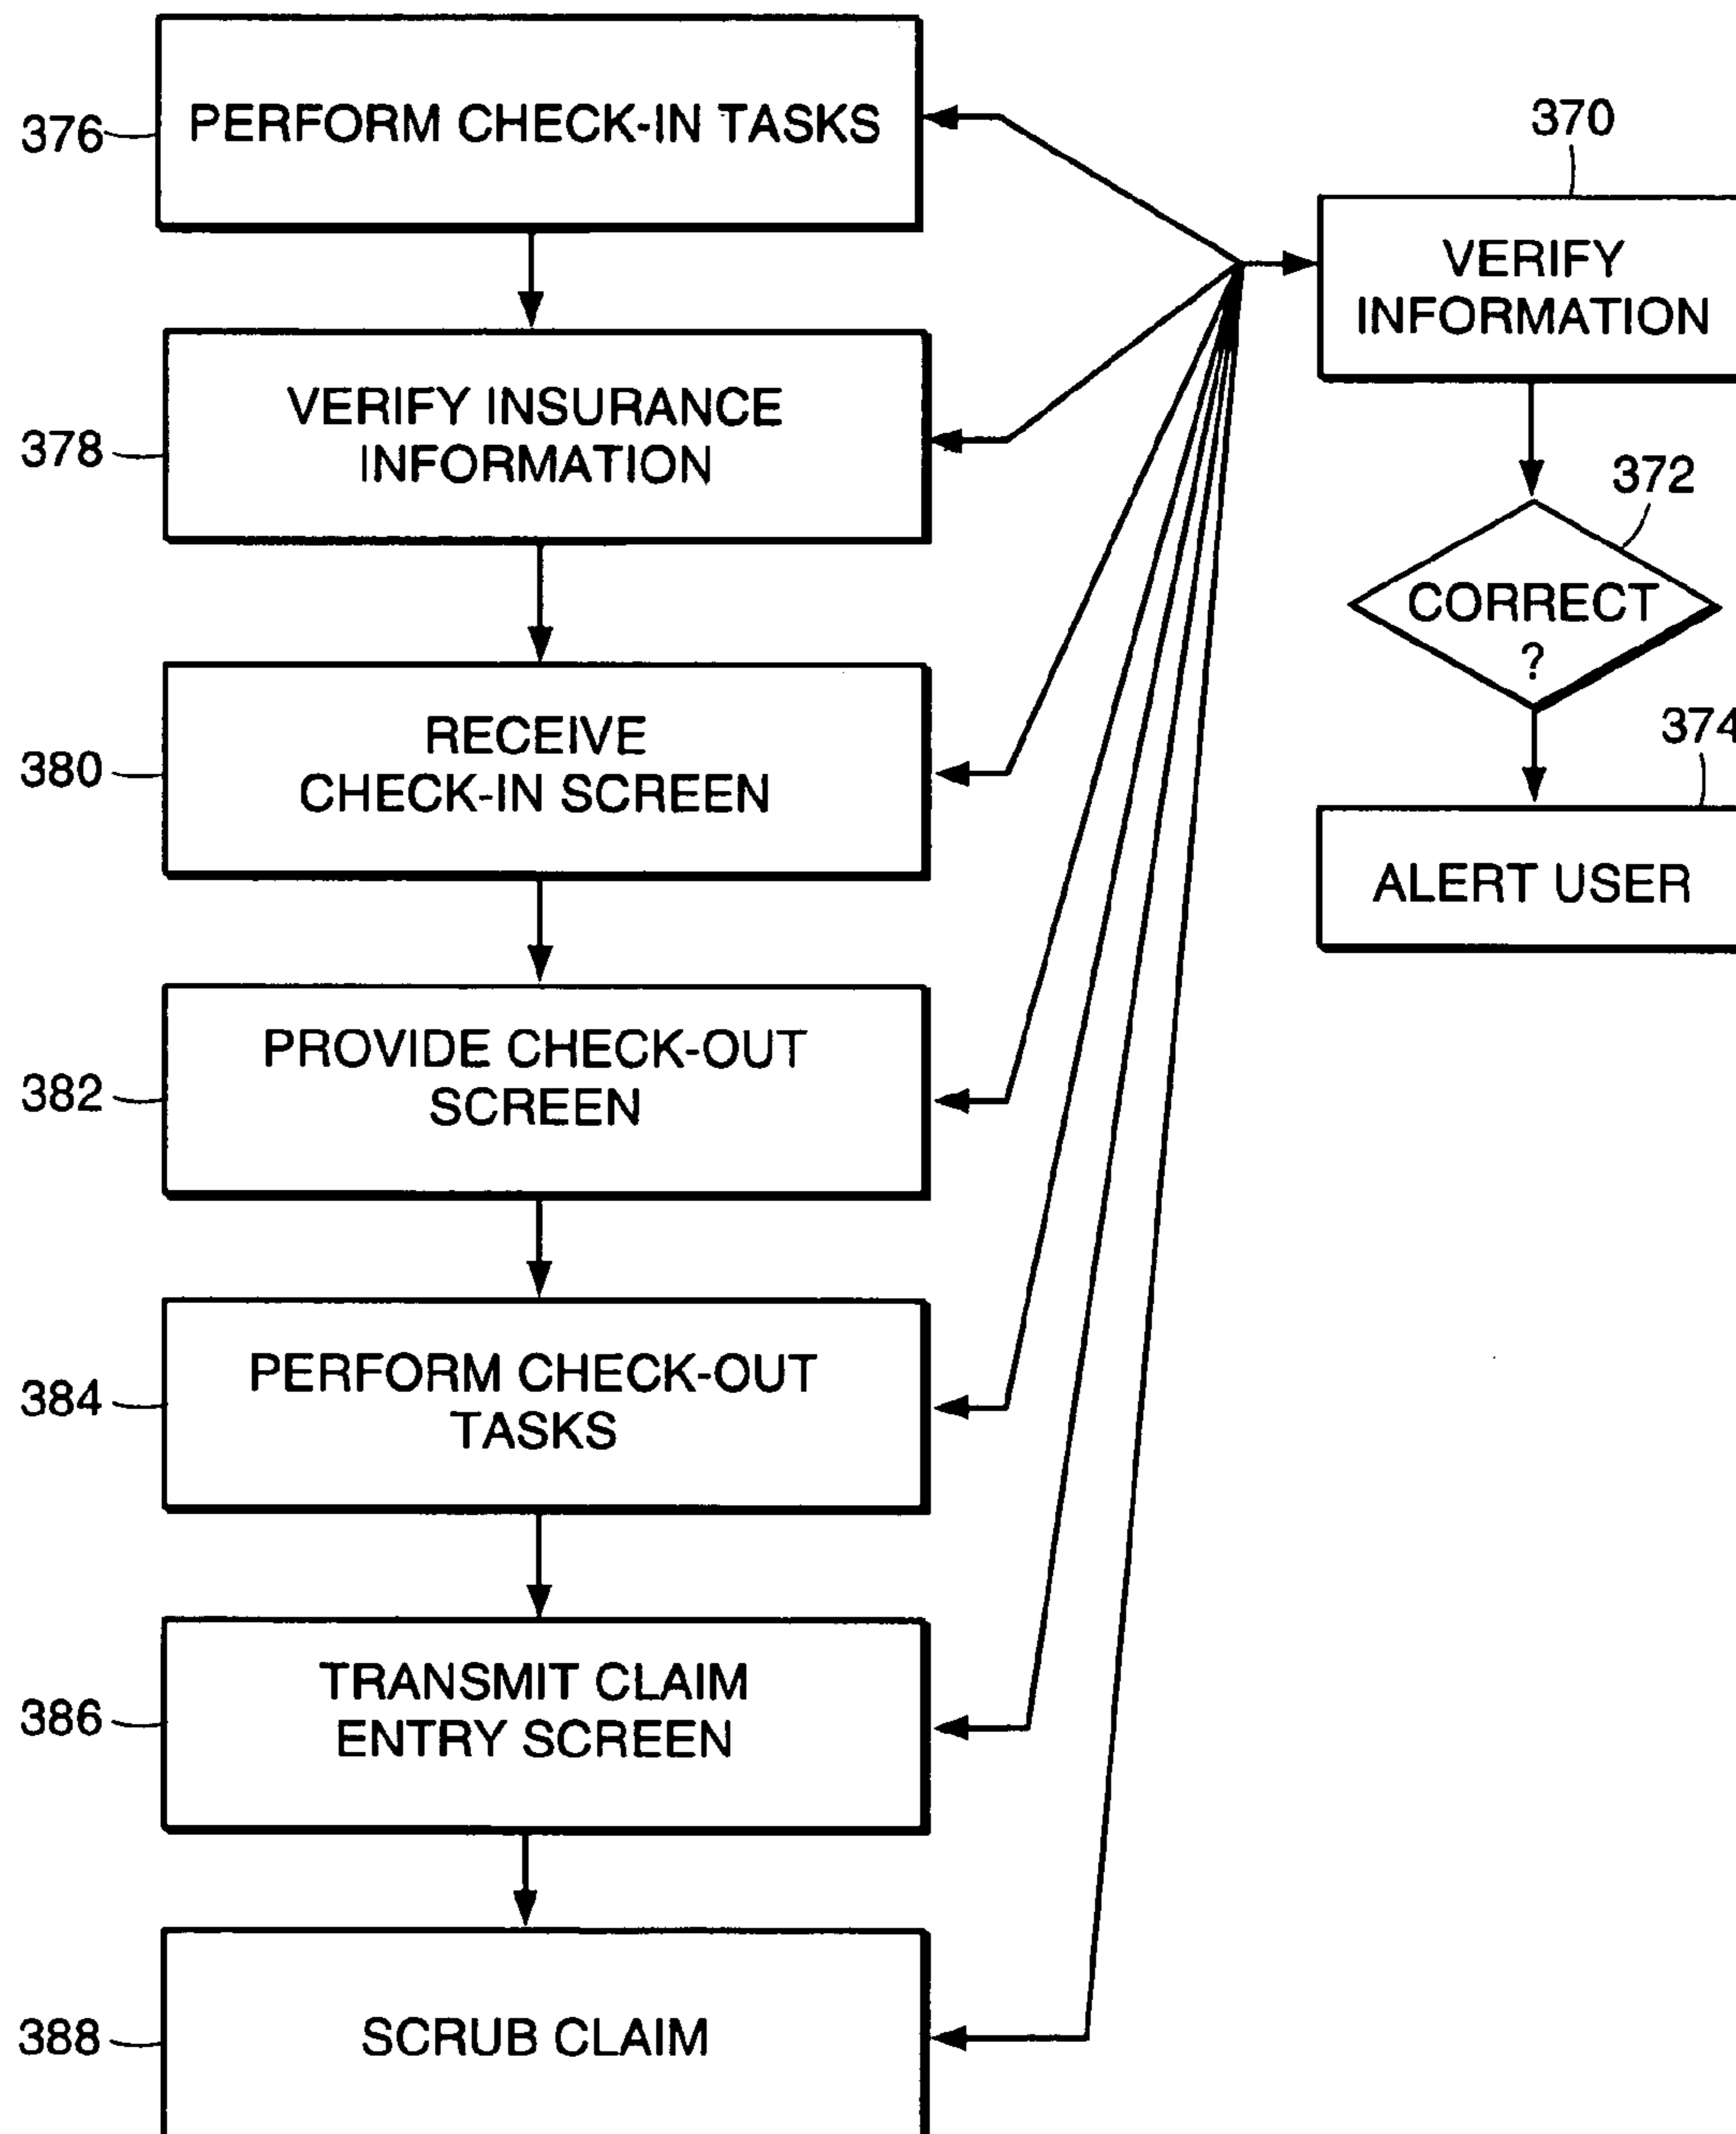 376
PERFORM CHECK-IN TASKS
378
VERIFY INSURANCE
INFORMATION
380
RECEIVE
CHECK-IN SCREEN
382
PROVIDE CHECK-OUT
SCREEN
384
PERFORM CHECK-OUT
TASKS
386
TRANSMIT CLAIM
ENTRY SCREEN
388
SCRUB CLAIM
370
VERIFY
INFORMATION
372
CORRECT
?
374
ALERT USER